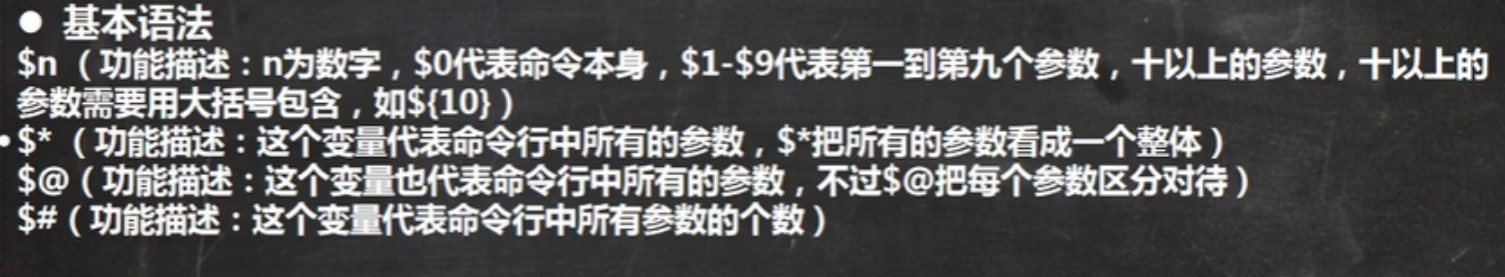 ● 基本语法
$n （功能描述：n为数字，$0代表命令本身，$1-$9代表第一到第九个参数，十以上的参数，十以上的
参数需要用大括号包含，如${10}）
• $* （功能描述：这个变量代表命令行中所有的参数，$*把所有的参数看成一个整体）
$@（功能描述：这个变量也代表命令行中所有的参数，不过$@把每个参数区分对待）
$#（功能描述：这个变量代表命令行中所有参数的个数）